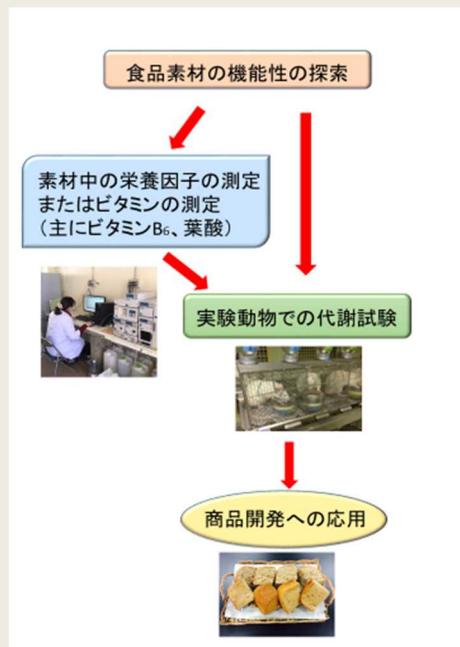 食品素材の機能性の探索
素材中の栄養因子の測定
またはビタミンの測定
（主にビタミンB₆、葉酸）
実験動物での代謝試験
商品開発への応用